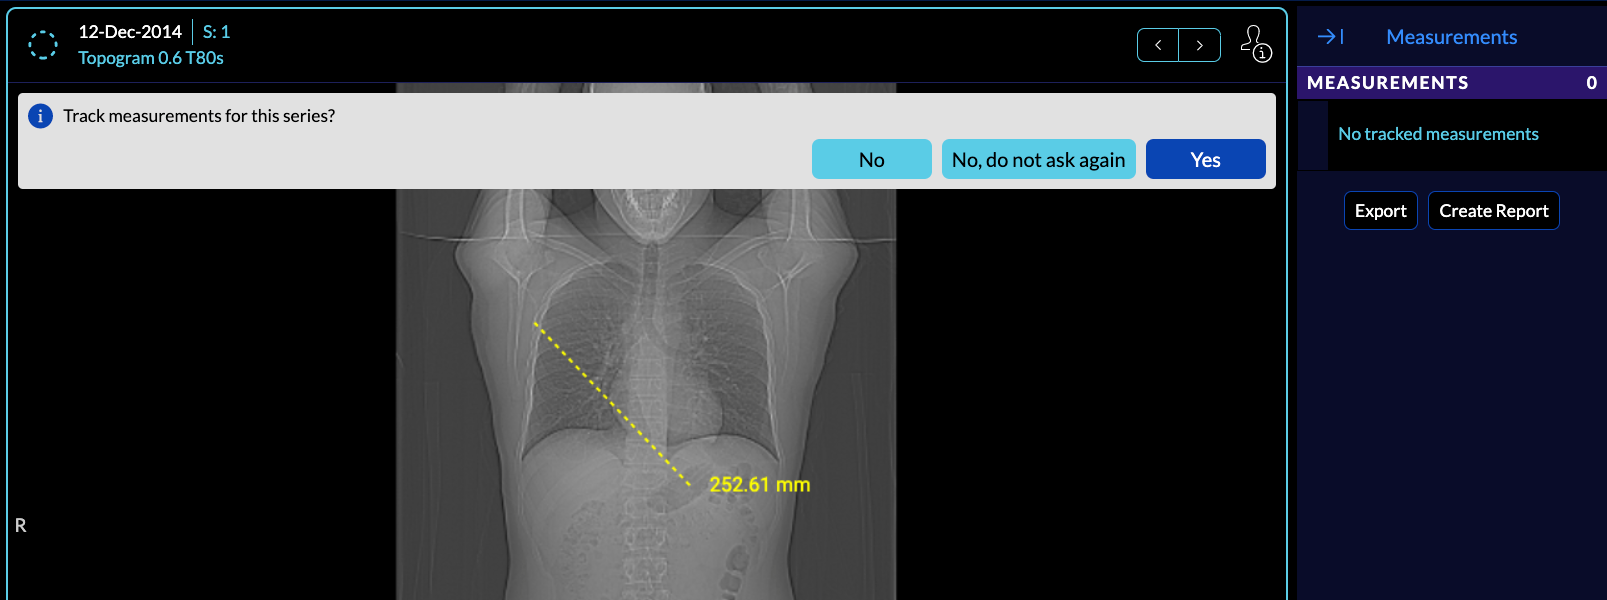 12-Dec-2014 S: 1
Topogram 0.6 T80s
Track measurements for this series?
No
No, do not ask again
Yes
252.61 mm
R
Measurements
MEASUREMENTS 0
No tracked measurements
Export
Create Report